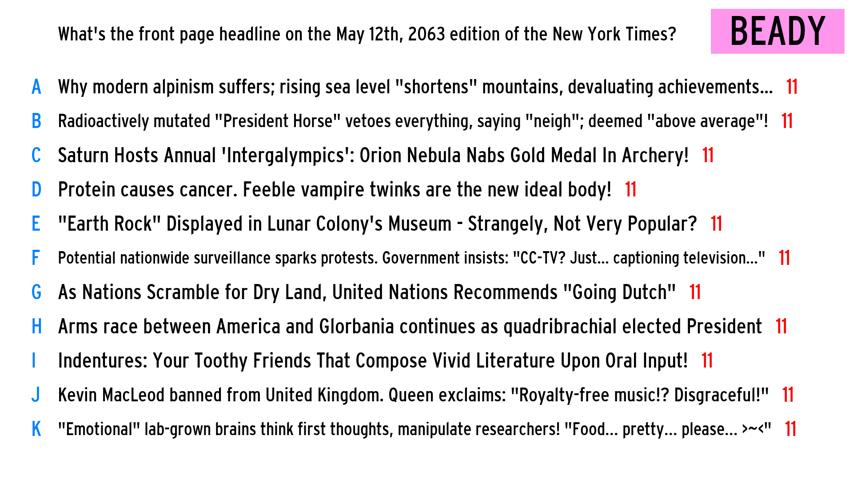 What's the front page headline on the May 12th, 2063 edition of the New York Times?
BEADY
A Why modern alpinism suffers; rising sea level "shortens" mountains, devaluating achievements... 11
B Radioactively mutated "President Horse" vetoes everything, saying "neigh"; deemed "above average"! 11
C Saturn Hosts Annual 'Intergalympics': Orion Nebula Nabs Gold Medal In Archery! 11
D Protein causes cancer. Feeble vampire twinks are the new ideal body! 11
E "Earth Rock" Displayed in Lunar Colony's Museum - Strangely, Not Very Popular? 11
F Potential nationwide surveillance sparks protests. Government insists: "CC-TV? Just... captioning television..." 11
G As Nations Scramble for Dry Land, United Nations Recommends "Going Dutch" 11
H Arms race between America and Glorbania continues as quadribrachial elected President 11
I Indentures: Your Toothy Friends That Compose Vivid Literature Upon Oral Input! 11
J Kevin MacLeod banned from United Kingdom. Queen exclaims: "Royalty-free music!? Disgraceful!" 11
K "Emotional" lab-grown brains think first thoughts, manipulate researchers! "Food... pretty... please... >~<" 11